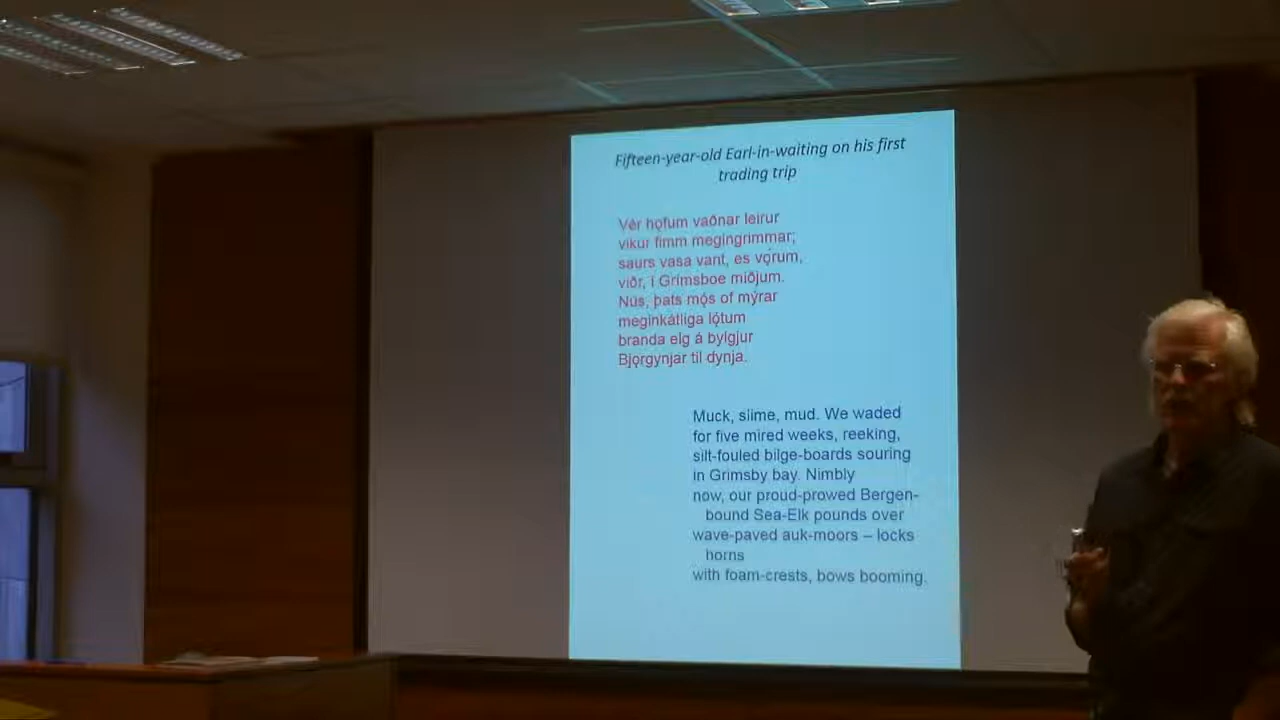 Fifteen-year-old Earl-in-waiting on his first
trading trip
Vér hǫfum vaðnar leirur
vikur fimm megingrimmar;
saurs vasa vant, es vǫ́rum,
viðr, í Grímsboe miðjum.
Nús, þats mǫ́s of mýrar
meginkátliga lǫ́tum
branda elg á bylgjur
Bjǫrgynjar til dynja.
Muck, slime, mud. We waded
for five mired weeks, reeking,
silt-fouled bilge-boards souring
in Grimsby bay. Nimbly
now, our proud-prowed Bergen-
bound Sea-Elk pounds over
wave-paved auk-moors – locks
horns
with foam-crests, bows booming.